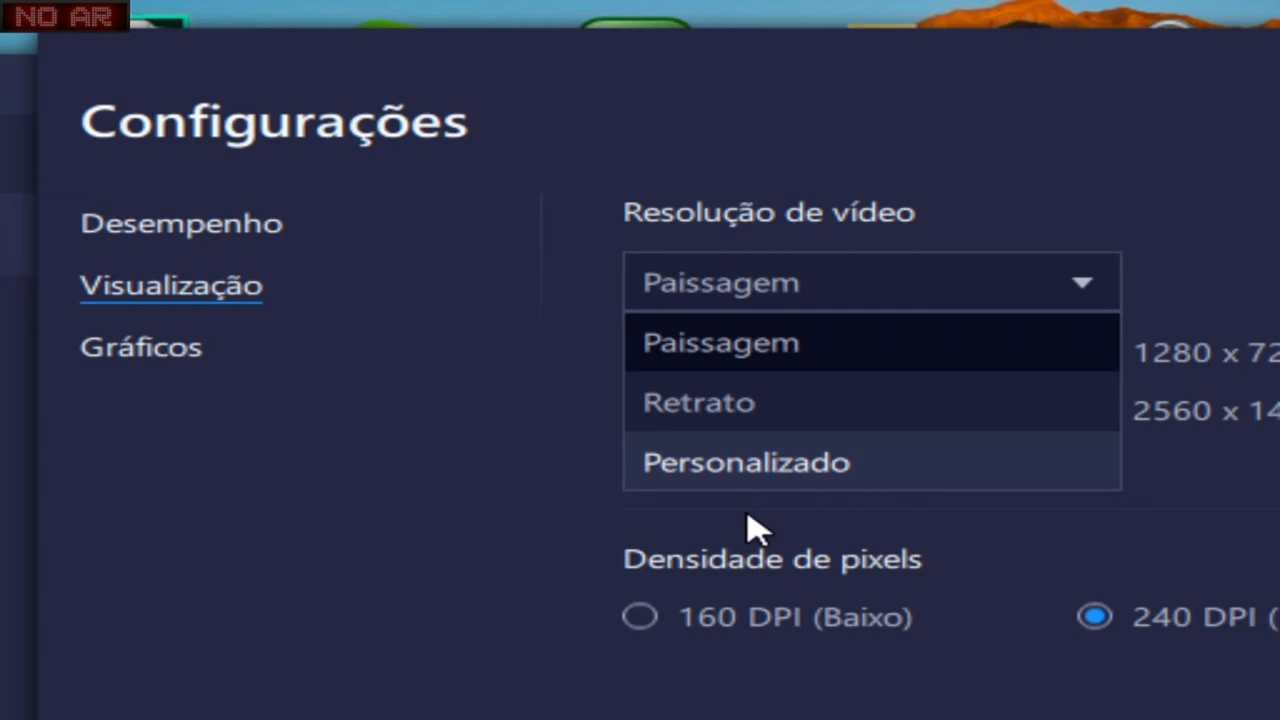 NO AR
Configurações
Desempenho
Visualização
Gráficos
Resolução de vídeo
Paissagem
Paissagem
Retrato
Personalizado
1280 x 72
2560 x 14
Densidade de pixels
160 DPI (Baixo)
240 DPI (